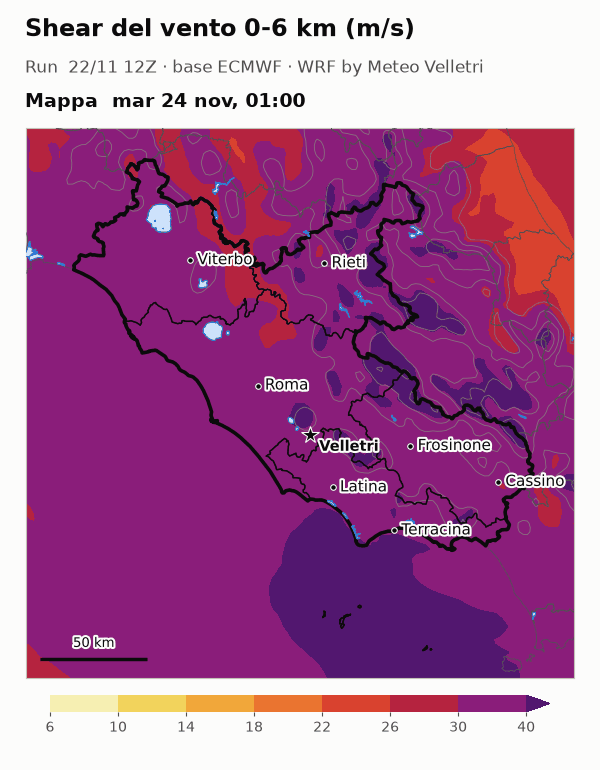 Shear del vento 0-6 km (m/s)
Run  22/11 12Z · base ECMWF · WRF by Meteo Velletri
Mappa  mar 24 nov, 01:00
Viterbo
Rieti
Roma
Velletri
Frosinone
Latina
Cassino
Terracina
50 km
6 10 14 18 22 26 30 40